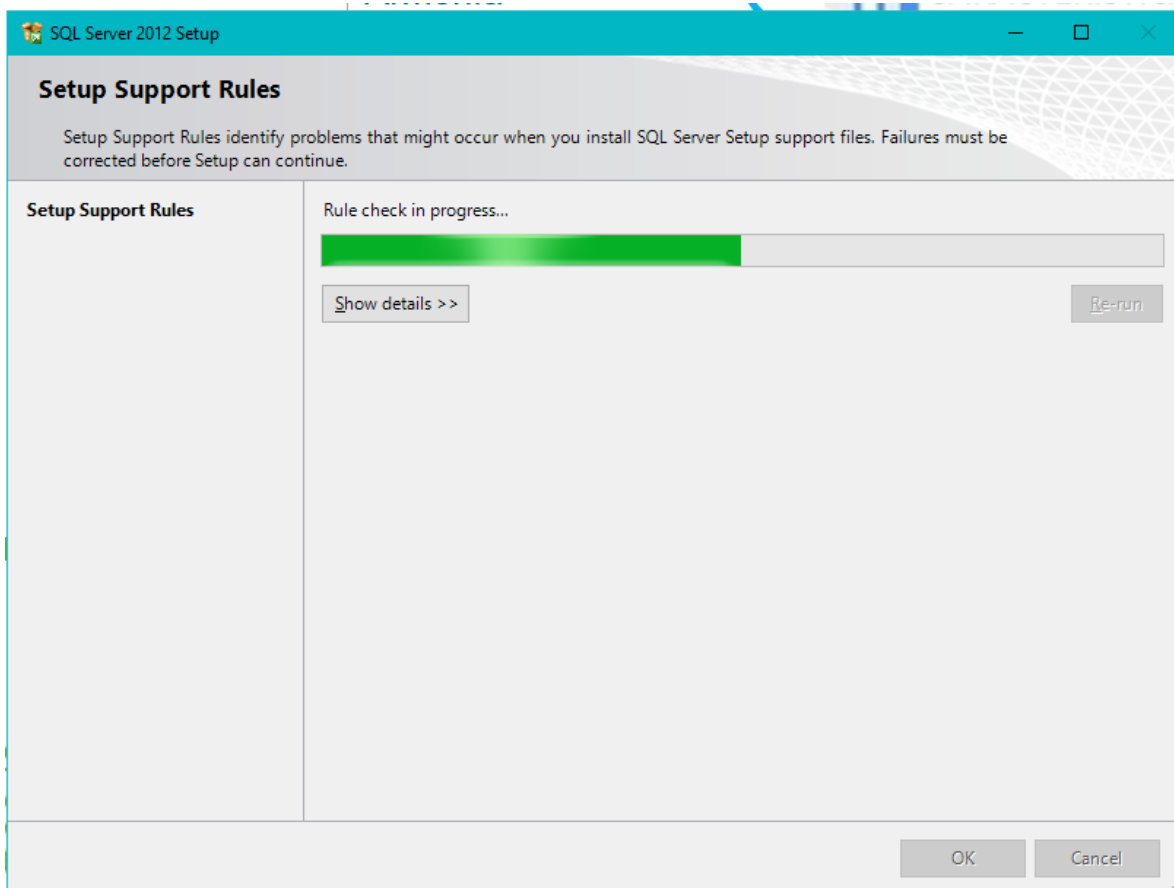 SQL Server 2012 Setup
Setup Support Rules
Setup Support Rules identify problems that might occur when you install SQL Server Setup support files. Failures must be
corrected before Setup can continue.
Setup Support Rules
Rule check in progress...
Show details >>
Re-run
OK
Cancel